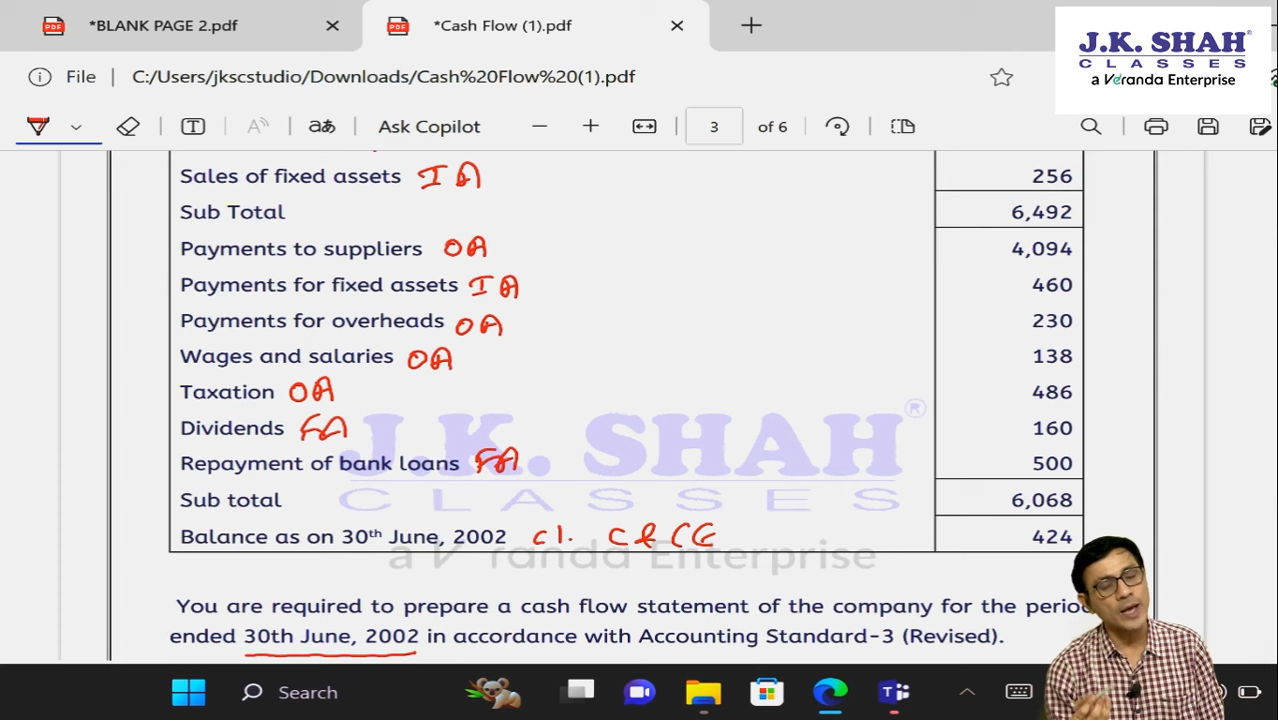 *BLANK PAGE 2.pdf
*Cash Flow (1).pdf
J.K. SHAH®
CLASSES
a Veranda Enterprise
File C:/Users/jkscstudio/Downloads/Cash%20Flow%20(1).pdf
Ask Copilot 3 of 6
Sales of fixed assets IA 256
Sub Total 6,492
Payments to suppliers OA 4,094
Payments for fixed assets IA 460
Payments for overheads OA 230
Wages and salaries OA 138
Taxation OA 486
Dividends FA 160
Repayment of bank loans FA 500
Sub total 6,068
Balance as on 30th June, 2002 cl. C & CE 424
J.K. SHAH®
CLASSES
a Veranda Enterprise
You are required to prepare a cash flow statement of the company for the period
ended 30th June, 2002 in accordance with Accounting Standard-3 (Revised).
Search